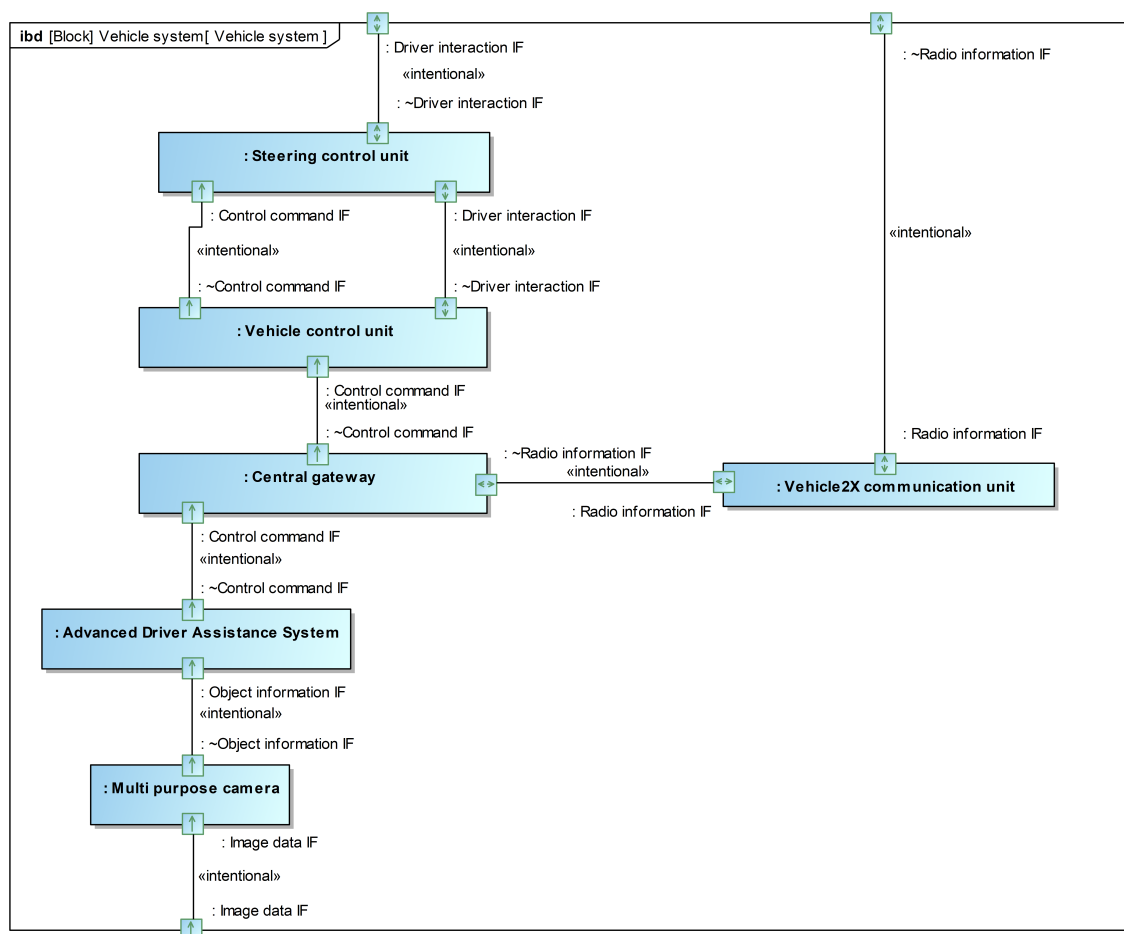 ibd [Block] Vehicle system[ Vehicle system ]
: Driver interaction IF
«intentional»
: ~Driver interaction IF
: ~Radio information IF
: Steering control unit
: Control command IF
: Driver interaction IF
«intentional»
«intentional»
«intentional»
: ~Control command IF
: ~Driver interaction IF
: Vehicle control unit
: Control command IF
«intentional»
: ~Control command IF
: Radio information IF
: ~Radio information IF
«intentional»
: Central gateway
: Vehicle2X communication unit
: Radio information IF
: Control command IF
«intentional»
: ~Control command IF
: Advanced Driver Assistance System
: Object information IF
«intentional»
: ~Object information IF
: Multi purpose camera
: Image data IF
«intentional»
: Image data IF